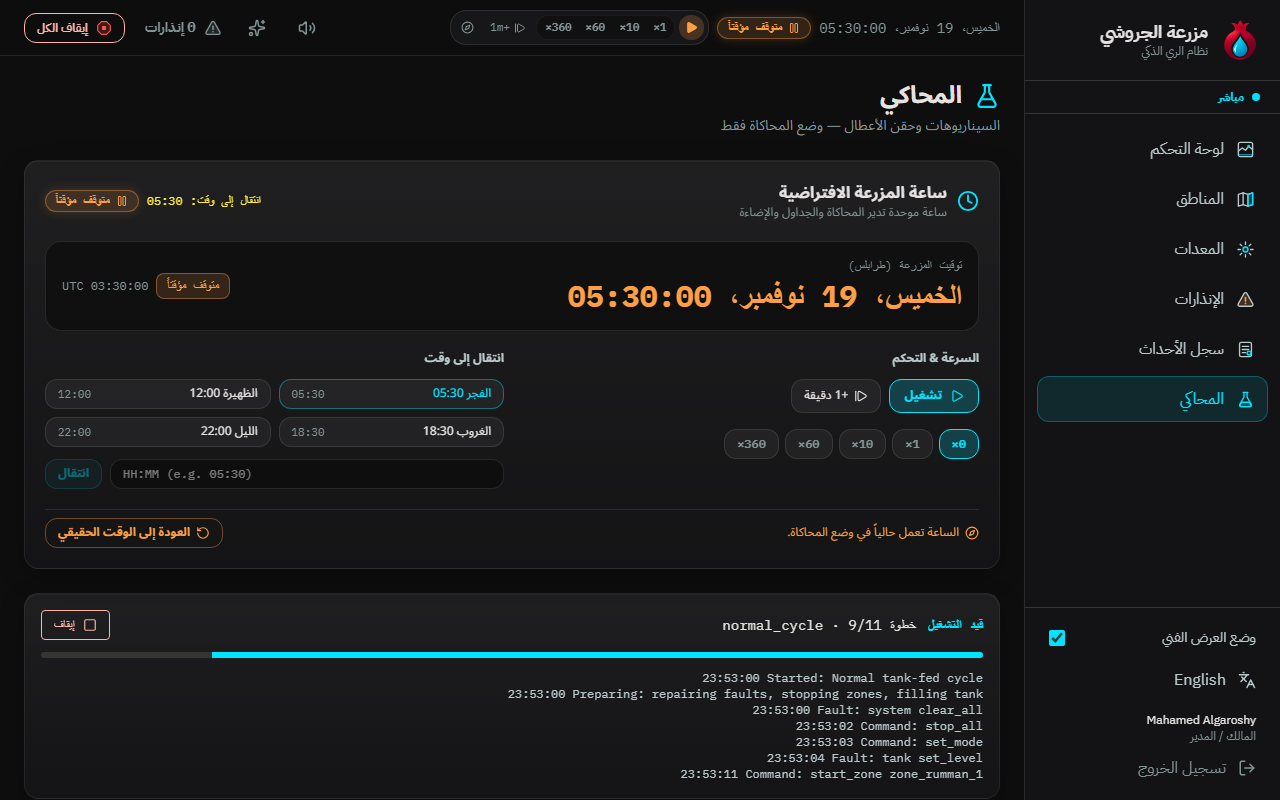 مزرعة الجروشي
نظام الري الذكي
مباشر
لوحة التحكم
المناطق
المعدات
الإنذارات
سجل الأحداث
المحاكي
وضع العرض الفني
English
Mahamed Algaroshy
المالك / المدير
تسجيل الخروج
الخميس، 19 نوفمبر، 05:30:00
متوقف مؤقتاً
×1 ×10 ×60 ×360
+1m
0 إنذارات
إيقاف الكل
المحاكي
السيناريوهات وحقن الأعطال — وضع المحاكاة فقط
ساعة المزرعة الافتراضية
ساعة موحدة تدير المحاكاة والجداول والإضاءة
انتقال إلى وقت: 05:30
متوقف مؤقتاً
توقيت المزرعة (طرابلس)
الخميس، 19 نوفمبر، 05:30:00
متوقف مؤقتاً
UTC 03:30:00
السرعة & التحكم
تشغيل
+1 دقيقة
×0 ×1 ×10 ×60 ×360
انتقال إلى وقت
الفجر 05:30 05:30
الظهيرة 12:00 12:00
الغروب 18:30 18:30
الليل 22:00 22:00
HH:MM (e.g. 05:30)
انتقال
الساعة تعمل حالياً في وضع المحاكاة.
العودة إلى الوقت الحقيقي
قيد التشغيل
خطوة 9/11 · normal_cycle
إيقاف
23:53:00 Started: Normal tank-fed cycle
23:53:00 Preparing: repairing faults, stopping zones, filling tank
23:53:00 Fault: system clear_all
23:53:02 Command: stop_all
23:53:03 Command: set_mode
23:53:04 Fault: tank set_level
23:53:11 Command: start_zone zone_rumman_1